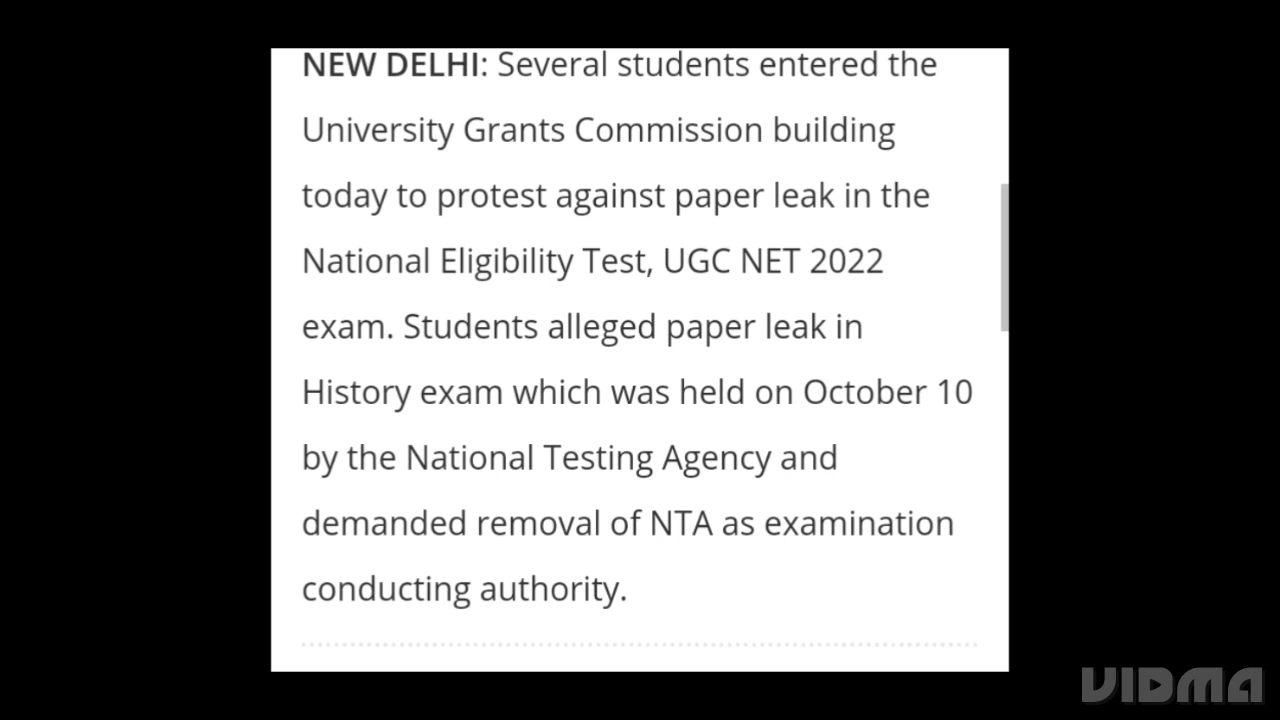 NEW DELHI: Several students entered the
University Grants Commission building
today to protest against paper leak in the
National Eligibility Test, UGC NET 2022
exam. Students alleged paper leak in
History exam which was held on October 10
by the National Testing Agency and
demanded removal of NTA as examination
conducting authority.
VIDMA